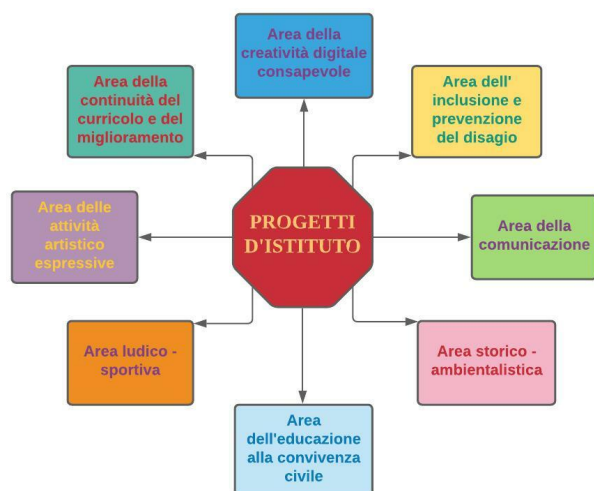 Area della
creatività digitale
consapevole
Area della
continuità del
curricolo e del
miglioramento
Area dell'
inclusione e
prevenzione
del disagio
Area delle
attività
artistico
espressive
PROGETTI
D'ISTITUTO
Area della
comunicazione
Area ludico -
sportiva
Area storico -
ambientalistica
Area
dell'educazione
alla convivenza
civile